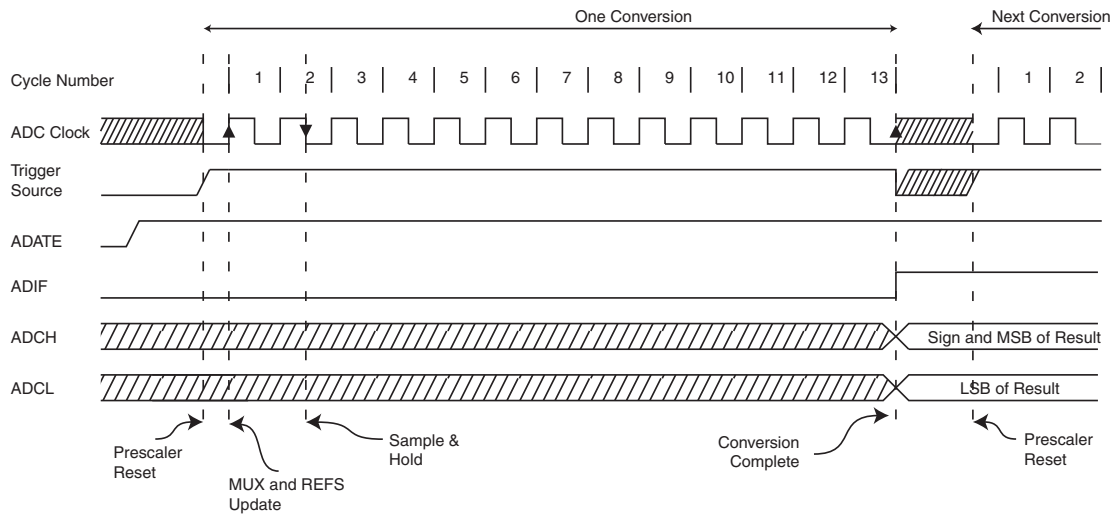 One Conversion
Next Conversion
Cycle Number
1 2 3 4 5 6 7 8 9 10 11 12 13 1 2
ADC Clock
Trigger
Source
ADATE
ADIF
ADCH
Sign and MSB of Result
ADCL
LSB of Result
Prescaler
Reset
MUX and REFS
Update
Sample &
Hold
Conversion
Complete
Prescaler
Reset